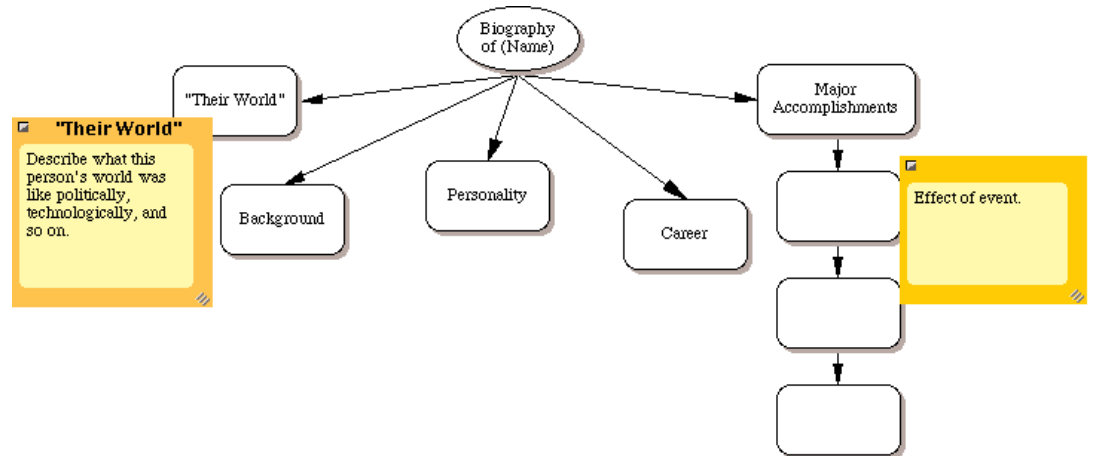 Biography
of (Name)
"Their World"
Major
Accomplishments
"Their World"
Describe what this
person's world was
like politically,
technologically, and
so on.
Background
Personality
Career
Effect of event.